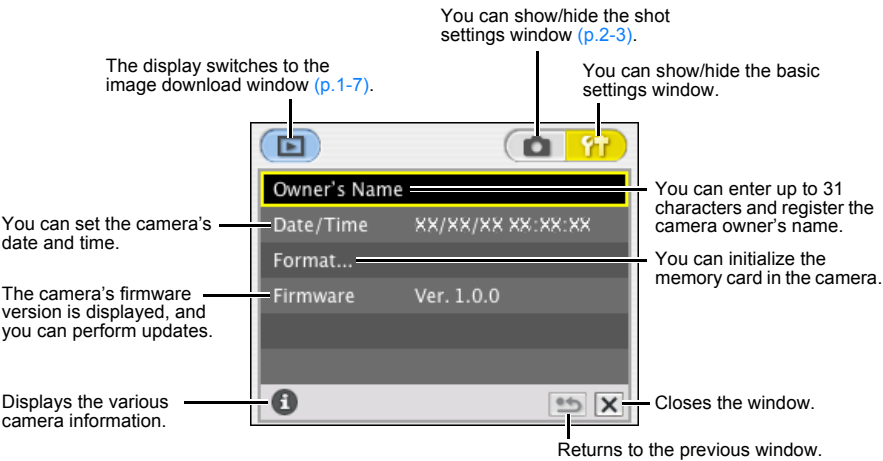 You can show/hide the shot
settings window (p.2-3).
The display switches to the
image download window (p.1-7).
You can show/hide the basic
settings window.
Owner's Name
You can enter up to 31
characters and register the
camera owner's name.
You can set the camera's
date and time.
Date/Time XX/XX/XX XX:XX:XX
Format...
You can initialize the
memory card in the camera.
The camera's firmware
version is displayed, and
you can perform updates.
Firmware Ver. 1.0.0
Displays the various
camera information.
Closes the window.
Returns to the previous window.